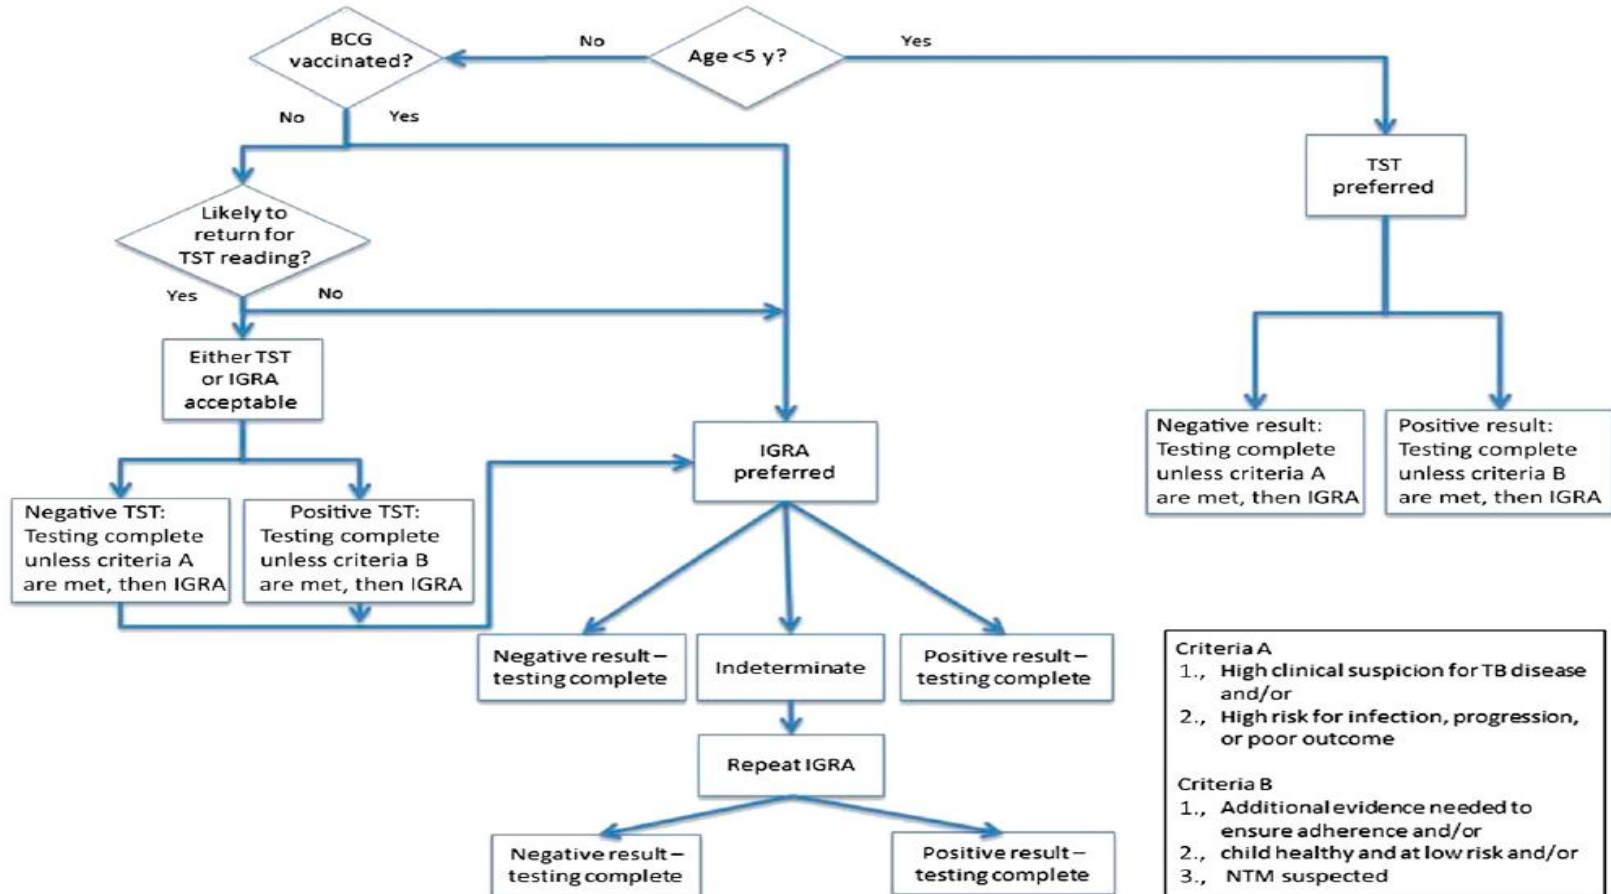 BCG
vaccinated?
No
Age <5 y?
Yes
No
Yes
TST
preferred
Likely to
return for
TST reading?
Yes
No
Either TST
or IGRA
acceptable
IGRA
preferred
Negative result:
Testing complete
unless criteria A
are met, then IGRA
Positive result:
Testing complete
unless criteria B
are met, then IGRA
Negative TST:
Testing complete
unless criteria A
are met, then IGRA
Positive TST:
Testing complete
unless criteria B
are met, then IGRA
Negative result –
testing complete
Indeterminate
Positive result –
testing complete
Repeat IGRA
Negative result –
testing complete
Positive result –
testing complete
Criteria A
1., High clinical suspicion for TB disease
and/or
2., High risk for infection, progression,
or poor outcome
Criteria B
1., Additional evidence needed to
ensure adherence and/or
2., child healthy and at low risk and/or
3., NTM suspected